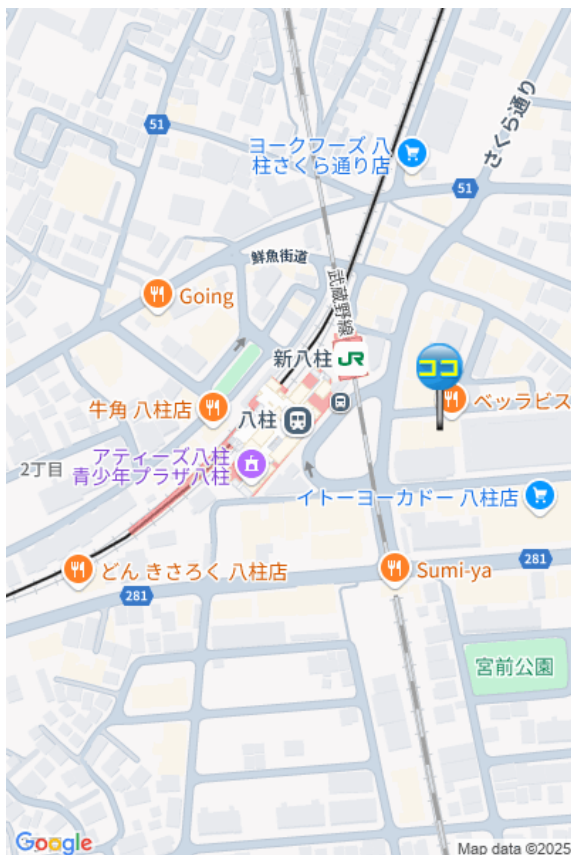 51
ヨークフーズ 八
柱さくら通り店
さくら通り
51
鮮魚街道
武蔵野線
Going
新八柱
JR
ココ
牛角 八柱店
八柱
ベッラビス
アティーズ八柱
青少年プラザ八柱
2丁目
イトーヨーカドー 八柱店
どん きさろく 八柱店
Sumi-ya
281
281
宮前公園
Google
Map data ©2025